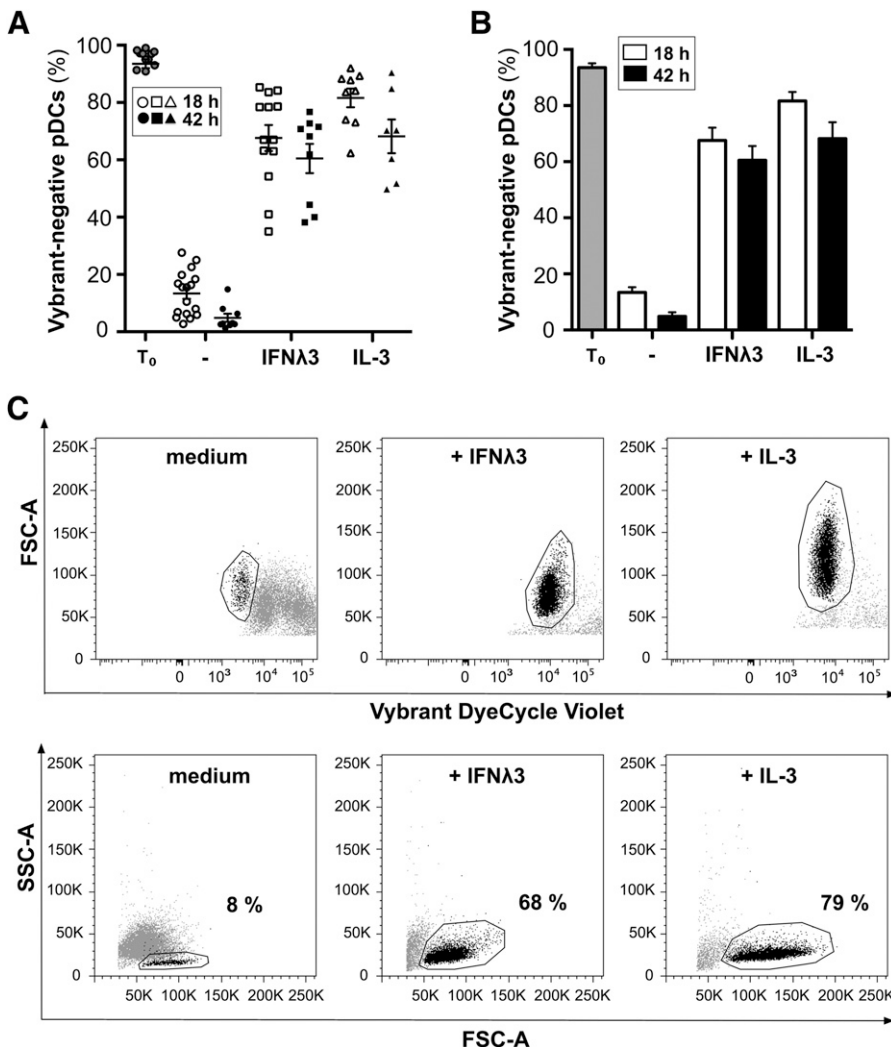 A
Vybrant-negative pDCs (%)
100
80
60
40
20
0
18 h
42 h
T₀
-
IFNλ3
IL-3
B
Vybrant-negative pDCs (%)
100
80
60
40
20
0
18 h
42 h
T₀
-
IFNλ3
IL-3
C
FSC-A
250K
200K
150K
100K
50K
0
medium
0 10³ 10⁴ 10⁵
250K
200K
150K
100K
50K
0
+ IFNλ3
0 10³ 10⁴ 10⁵
250K
200K
150K
100K
50K
0
+ IL-3
0 10³ 10⁴ 10⁵
Vybrant DyeCycle Violet
SSC-A
250K
200K
150K
100K
50K
0
medium
8 %
50K 100K 150K 200K 250K
250K
200K
150K
100K
50K
0
+ IFNλ3
68 %
50K 100K 150K 200K 250K
250K
200K
150K
100K
50K
0
+ IL-3
79 %
50K 100K 150K 200K 250K
FSC-A